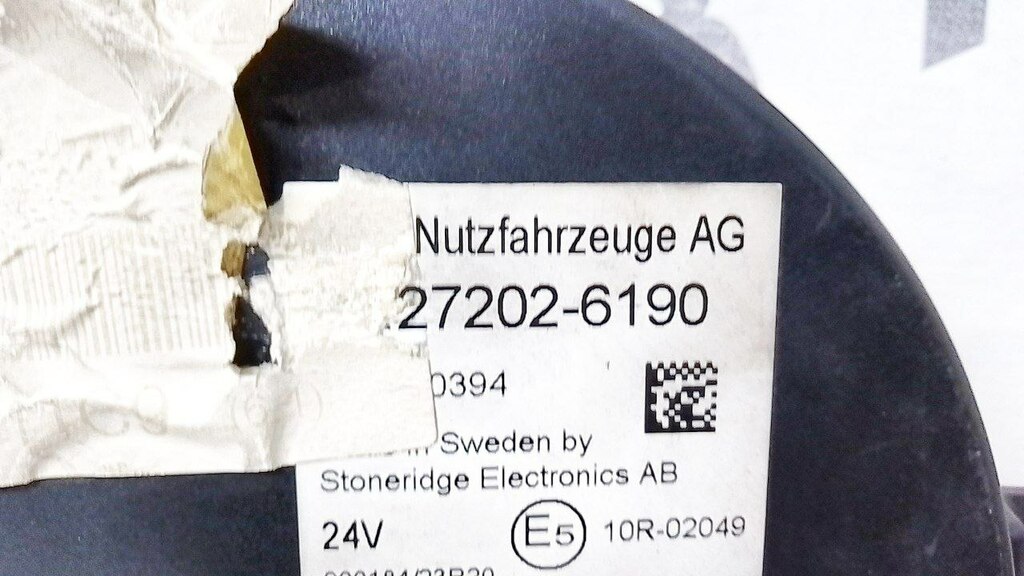 Nutzfahrzeuge AG
27202-6190
0394
Sweden by
Stoneridge Electronics AB
24V
E5 10R-02049